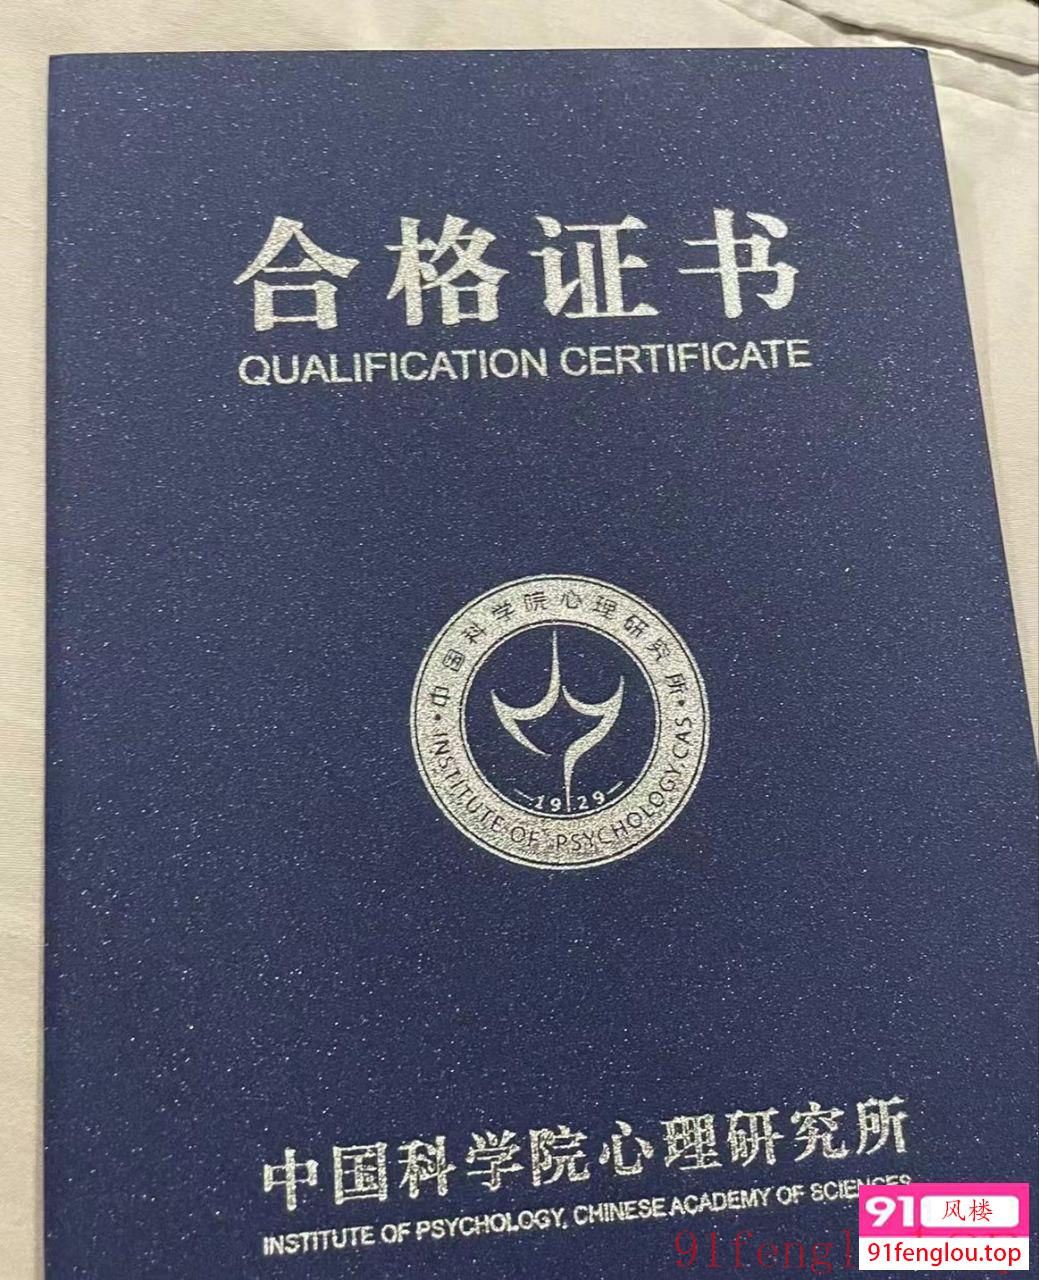 合格证书
QUALIFICATION CERTIFICATE
中国科学院心理研究所
1929
INSTITUTE OF PSYCHOLOGY,CAS
中国科学院心理研究所
INSTITUTE OF PSYCHOLOGY, CHINESE ACADEMY OF SCIENCES
91风楼
91fenglou.top